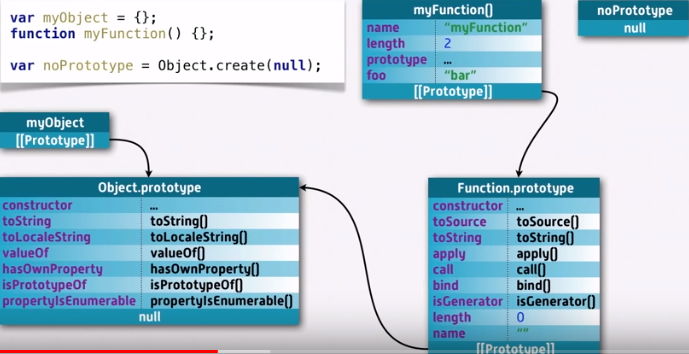 var myObject = {};
function myFunction() {};
var noPrototype = Object.create(null);
myFunction()
name "myFunction"
length 2
prototype ...
foo "bar"
[[Prototype]]
noPrototype
null
myObject
[[Prototype]]
Object.prototype
constructor ...
toString toString()
toLocaleString toLocaleString()
valueOf valueOf()
hasOwnProperty hasOwnProperty()
isPrototypeOf isPrototypeOf()
propertyIsEnumerable propertyIsEnumerable()
null
Function.prototype
constructor ...
toSource toSource()
toString toString()
apply apply()
call call()
bind bind()
isGenerator isGenerator()
length 0
name ""
[[Prototype]]